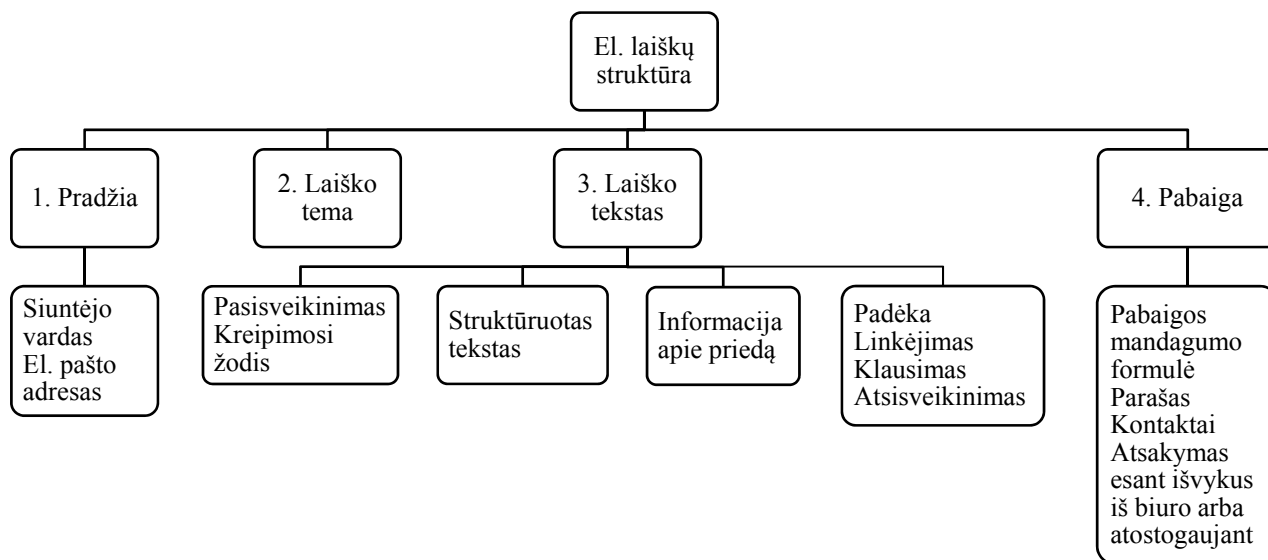 El. laiškų
struktūra
1. Pradžia
2. Laiško
tema
3. Laiško
tekstas
4. Pabaiga
Siuntėjo
vardas
El. pašto
adresas
Pasisveikinimas
Kreipimosi
žodis
Struktūruotas
tekstas
Informacija
apie priedą
Padėka
Linkėjimas
Klausimas
Atsisveikinimas
Pabaigos
mandagumo
formulė
Parašas
Kontaktai
Atsakymas
esant išvykus
iš biuro arba
atostogaujant